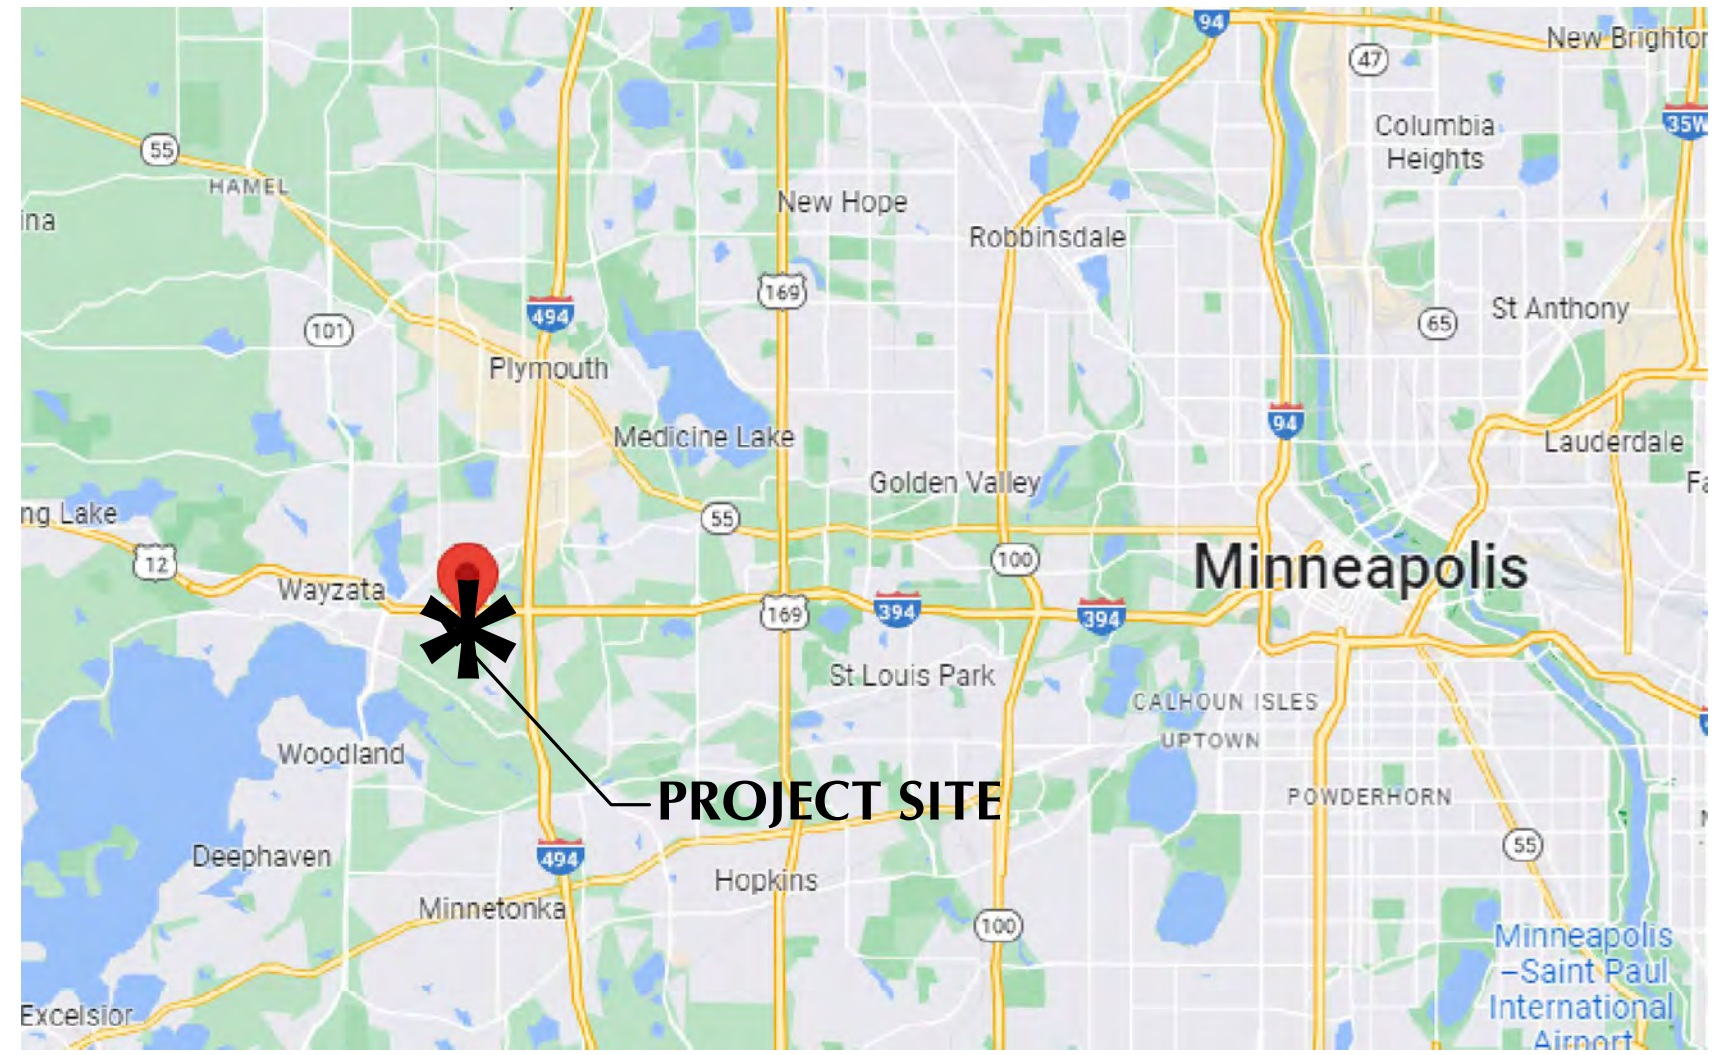 94
New Brighton
47
35W
Columbia
Heights
55
HAMEL
ina
New Hope
Robbinsdale
169
494
101
65
St Anthony
Plymouth
94
Medicine Lake
Lauderdale
Golden Valley
ng Lake
55
12
100
Minneapolis
Wayzata
169
394
394
St Louis Park
CALHOUN ISLES
UPTOWN
Woodland
PROJECT SITE
POWDERHORN
Deephaven
494
55
Hopkins
Minnetonka
100
Minneapolis
–Saint Paul
International
Airport
Excelsior